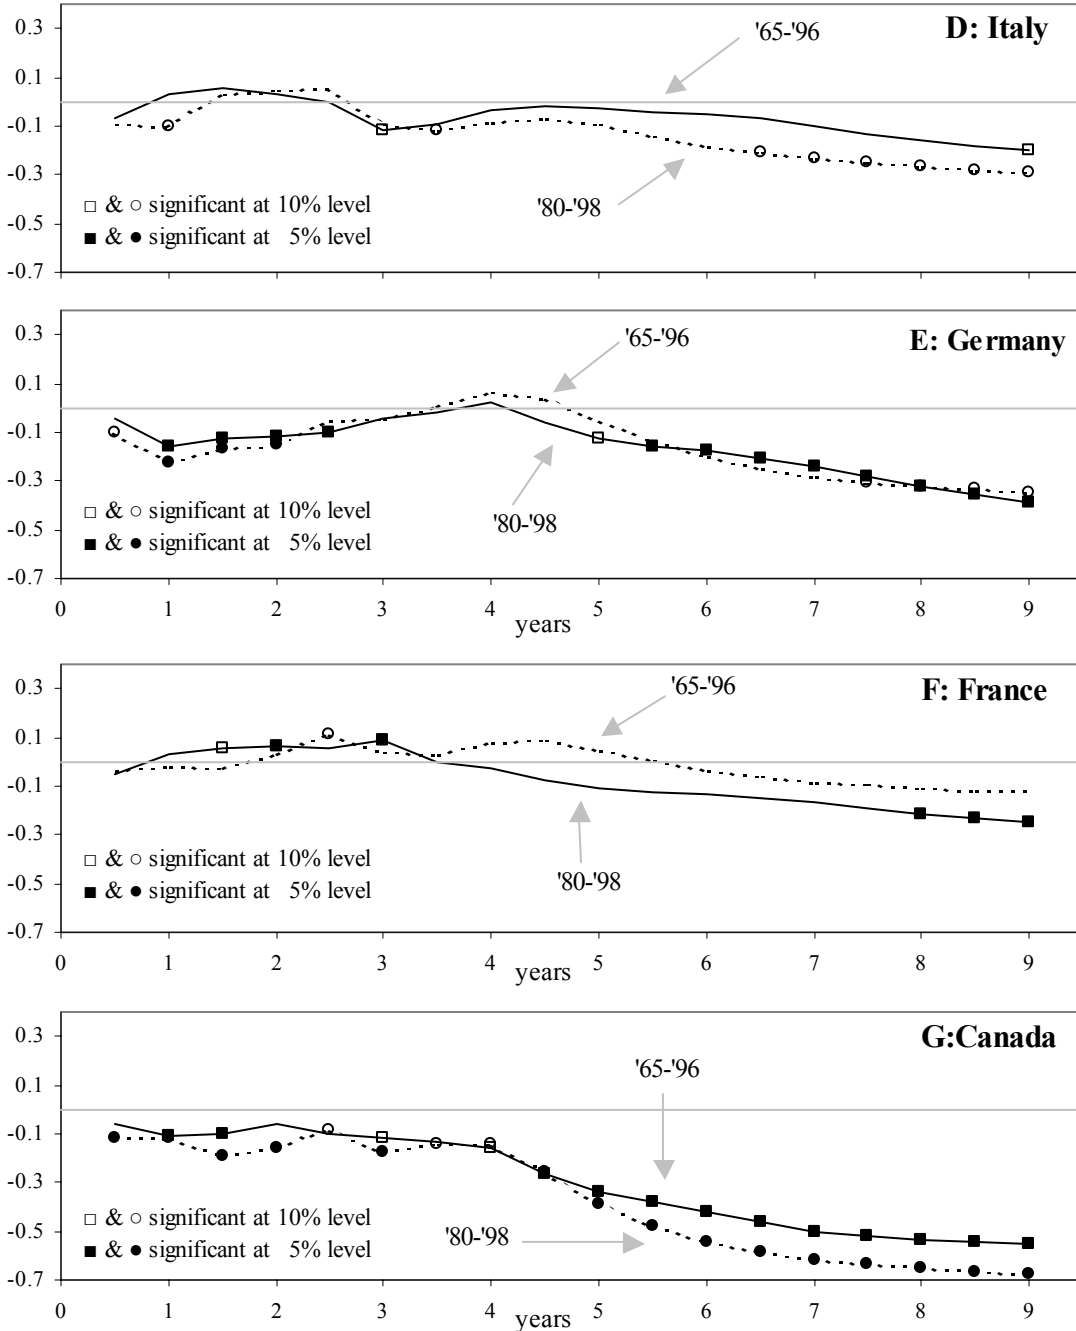 0.3
D: Italy
'65-'96
0.1
-0.1
-0.3
□ & ○ significant at 10% level
'80-'98
-0.5
■ & ● significant at 5% level
-0.7
0.3
E: Germany
'65-'96
0.1
-0.1
-0.3
□ & ○ significant at 10% level
'80-'98
-0.5
■ & ● significant at 5% level
-0.7
0 1 2 3 4 5 6 7 8 9
years
0.3
F: France
'65-'96
0.1
-0.1
-0.3
□ & ○ significant at 10% level
'80-'98
-0.5
■ & ● significant at 5% level
-0.7
0 1 2 3 4 5 6 7 8 9
years
0.3
G:Canada
'65-'96
0.1
-0.1
-0.3
□ & ○ significant at 10% level
'80-'98
-0.5
■ & ● significant at 5% level
-0.7
0 1 2 3 4 5 6 7 8 9
years